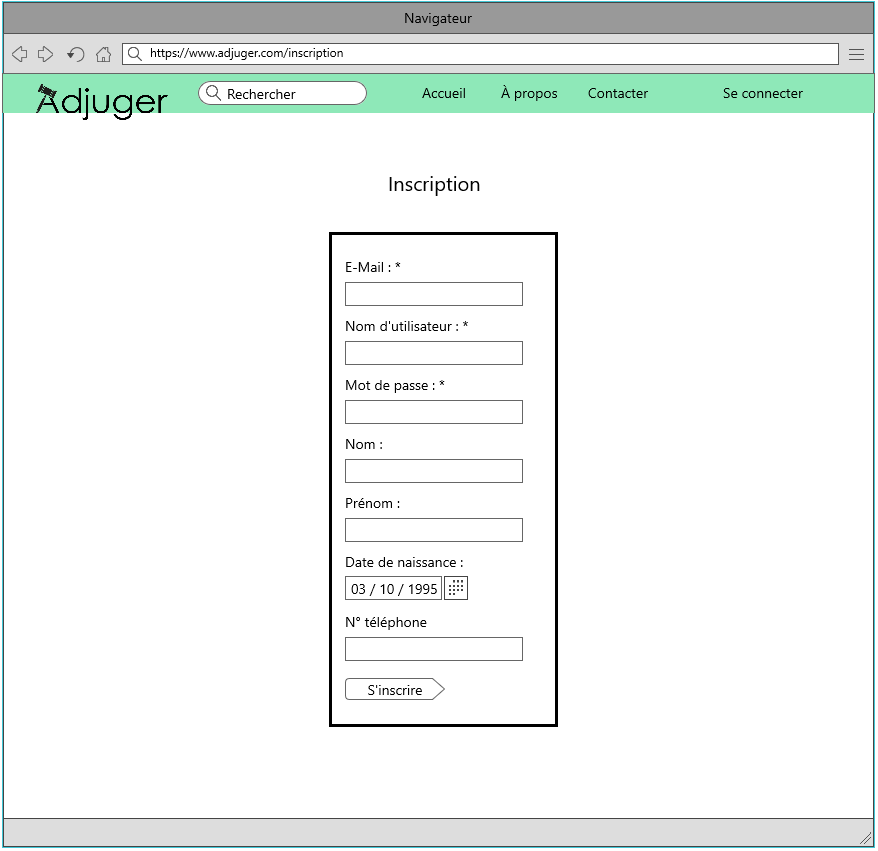 Navigateur
https://www.adjuger.com/inscription
Adjuger Rechercher Accueil À propos Contacter Se connecter
Inscription
E-Mail : *
Nom d'utilisateur : *
Mot de passe : *
Nom :
Prénom :
Date de naissance :
03 / 10 / 1995
N° téléphone
S'inscrire